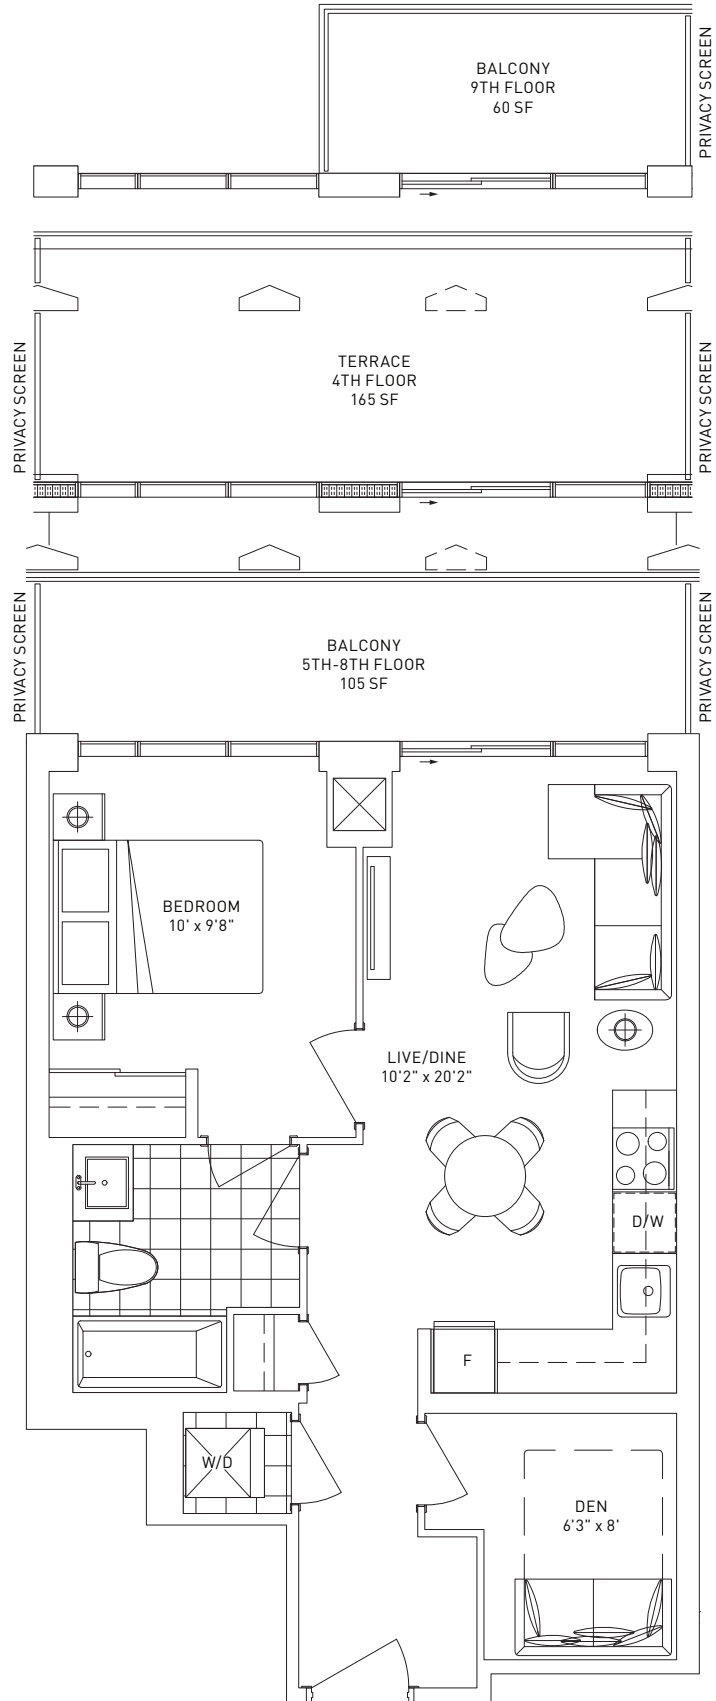 BALCONY
9TH FLOOR
60 SF
PRIVACY SCREEN
TERRACE
4TH FLOOR
165 SF
PRIVACY SCREEN
PRIVACY SCREEN
BALCONY
5TH-8TH FLOOR
105 SF
PRIVACY SCREEN
PRIVACY SCREEN
BEDROOM
10' x 9'8"
LIVE/DINE
10'2" x 20'2"
D/W
F
W/D
DEN
6'3" x 8'